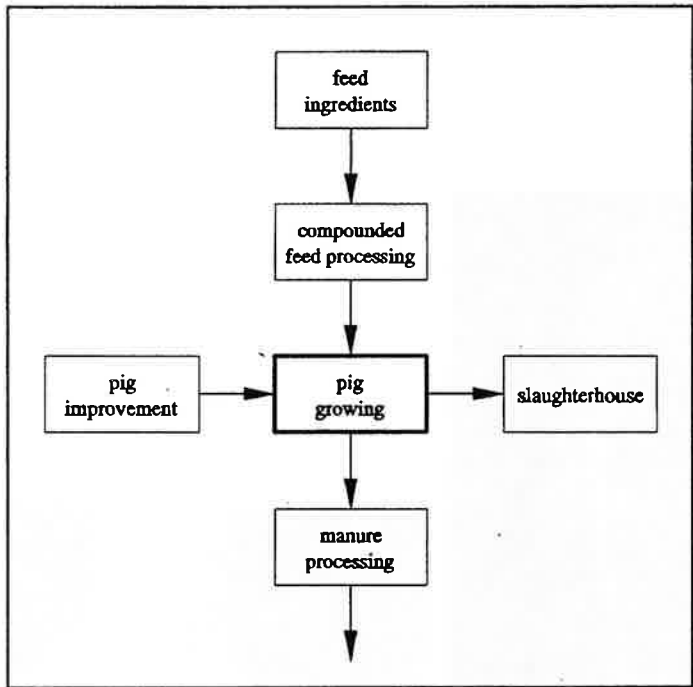 feed
ingredients
compounded
feed processing
pig
improvement
pig
growing
slaughterhouse
manure
processing